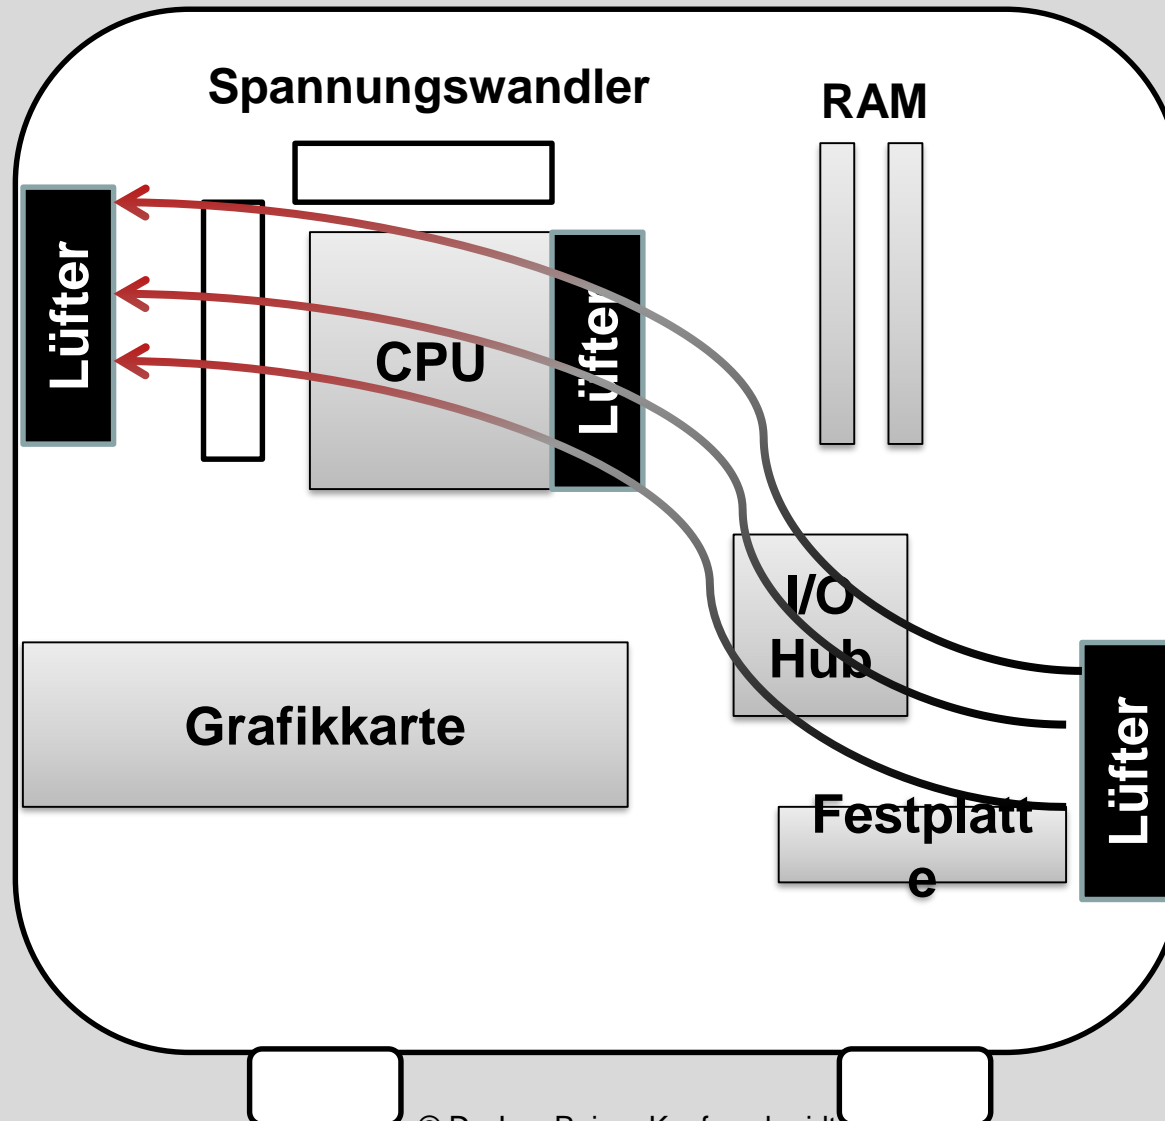 Spannungswandler
RAM
Lüfter
CPU
Lüfter
I/O
Hub
Grafikkarte
Lüfter
Festplatt
e